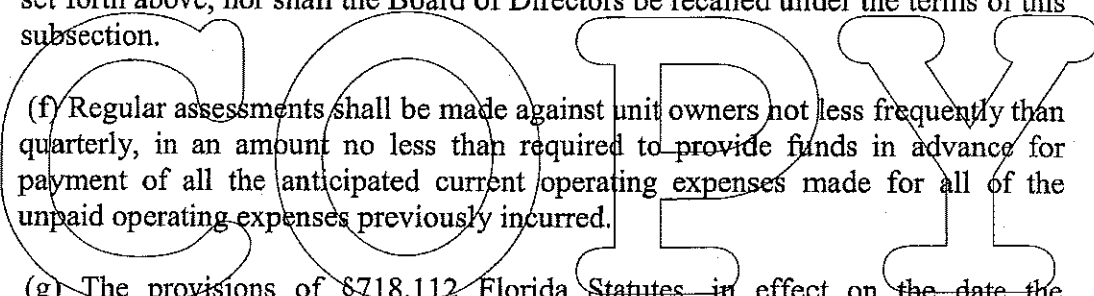 set forth above, nor shall the Board of Directors be recalled under the terms of this
subsection.
(f) Regular assessments shall be made against unit owners not less frequently than
quarterly, in an amount no less than required to provide funds in advance for
payment of all the anticipated current operating expenses made for all of the
unpaid operating expenses previously incurred.
(g) The provisions of §718.112 Florida Statutes in effect on the date the
COPY